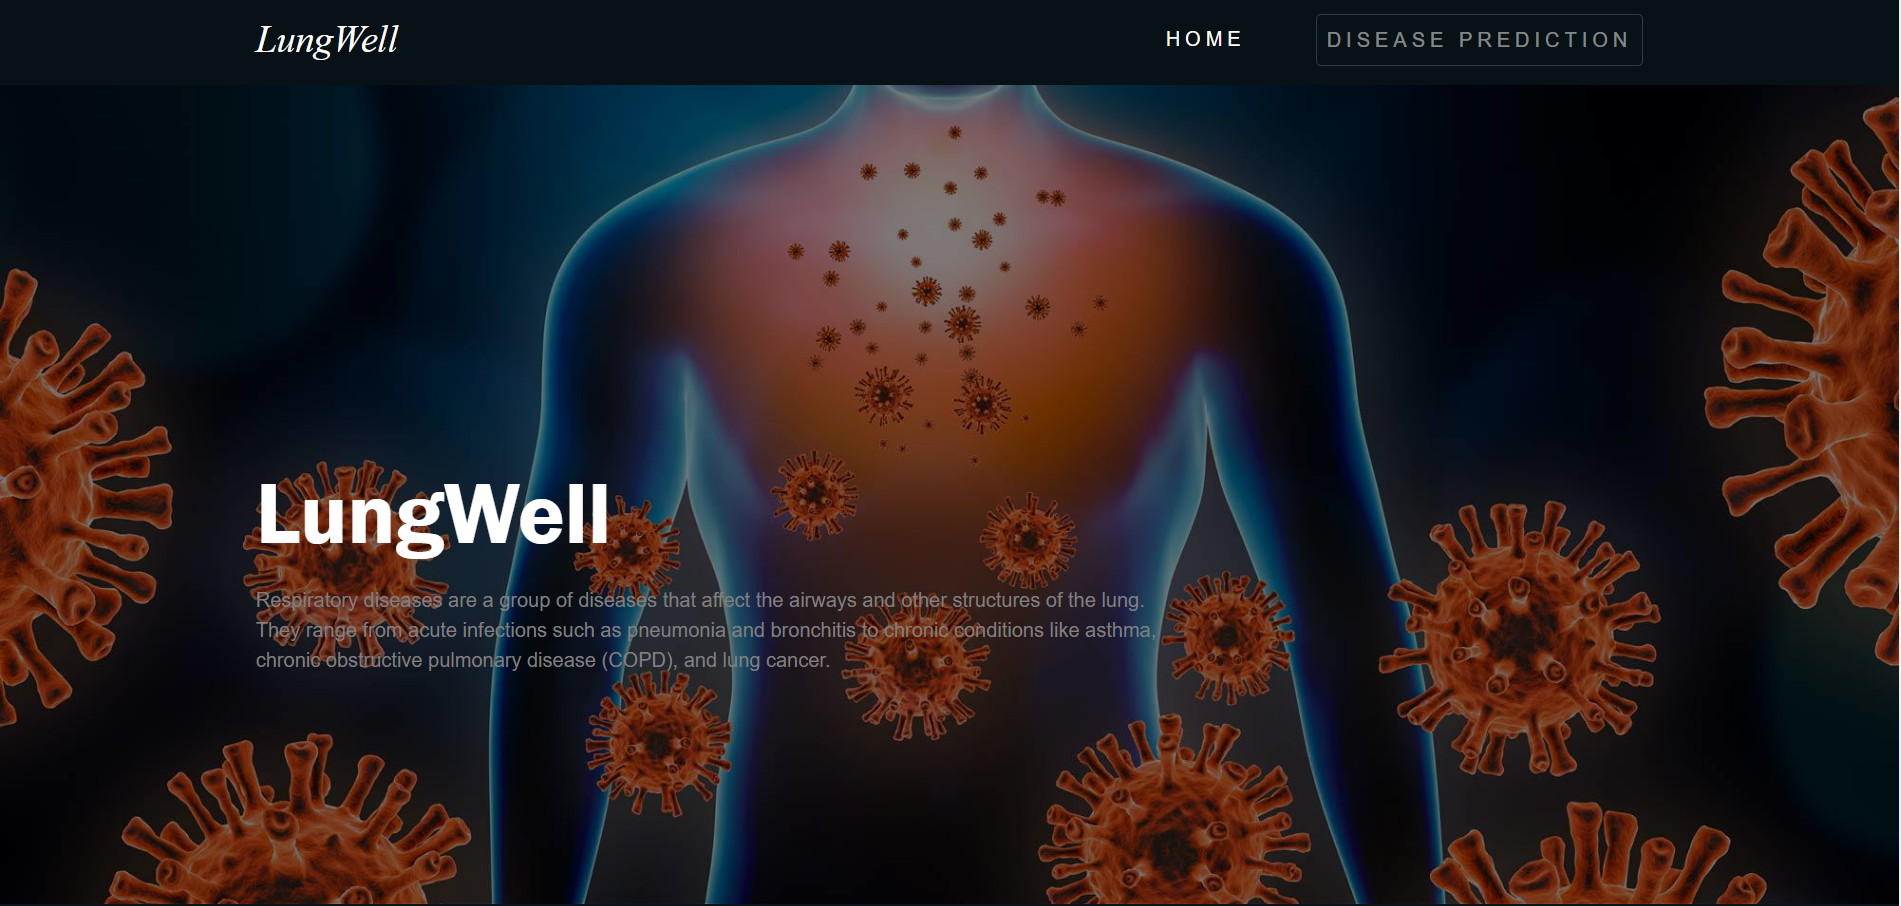 LungWell
HOME
DISEASE PREDICTION
LungWell
Respiratory diseases are a group of diseases that affect the airways and other structures of the lung.
They range from acute infections such as pneumonia and bronchitis to chronic conditions like asthma,
chronic obstructive pulmonary disease (COPD), and lung cancer.